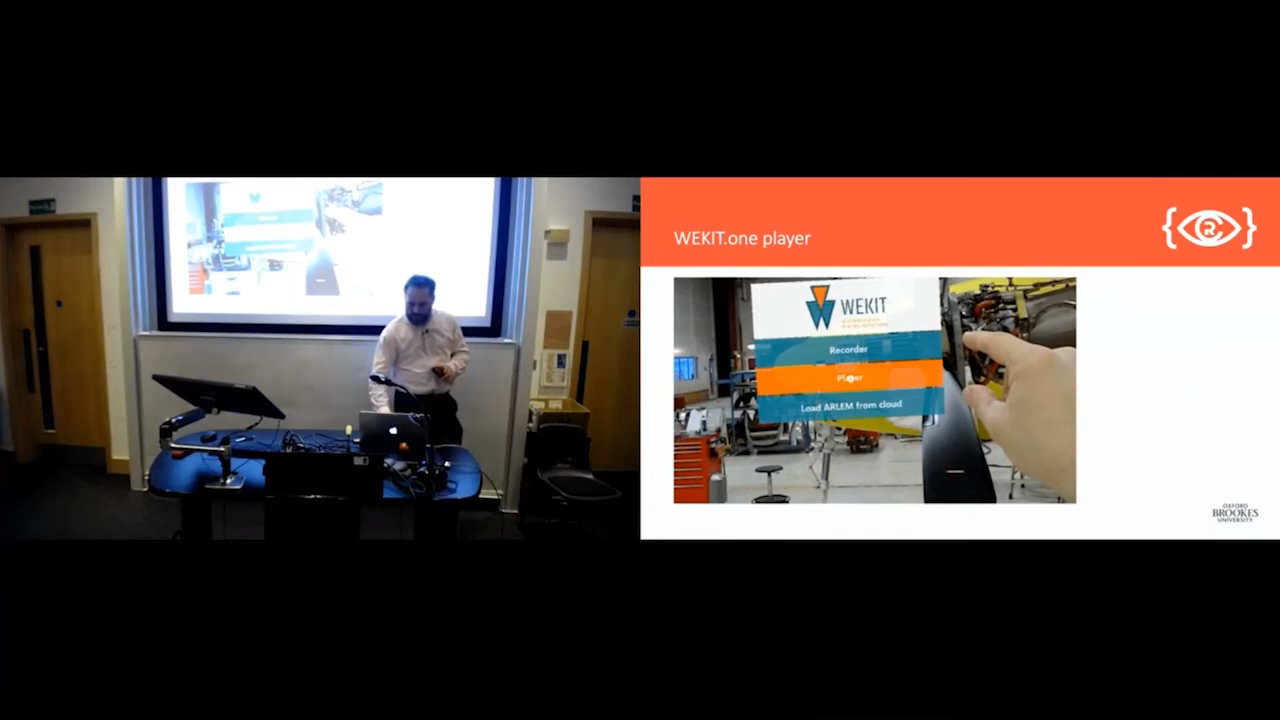 WEKIT.one player
WEKIT
Recorder
Player
Load ARLEM from cloud
OXFORD
BROOKES
UNIVERSITY